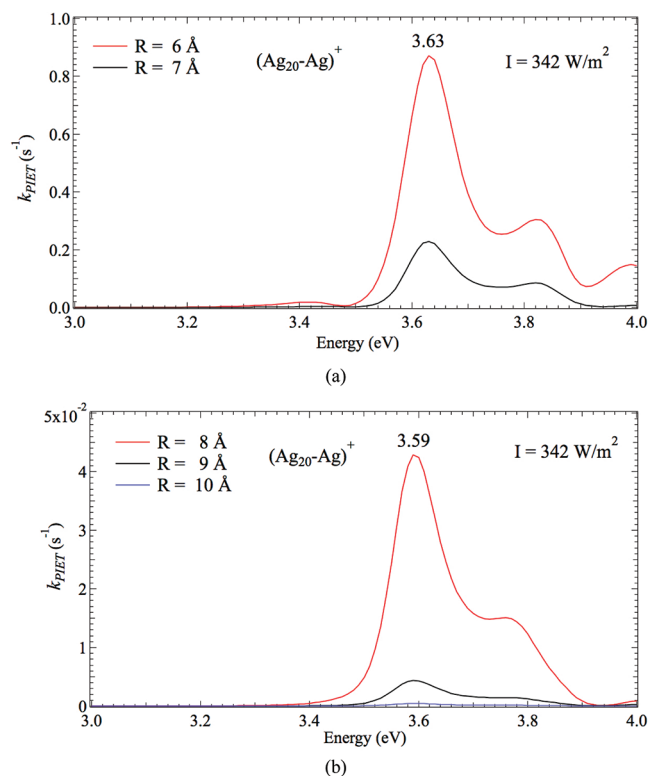 1.0
0.8
0.6
0.4
0.2
0.0
k_PIET (s⁻¹)
R = 6 Å
R = 7 Å
(Ag₂₀-Ag)⁺
3.63
I = 342 W/m²
3.0 3.2 3.4 3.6 3.8 4.0
Energy (eV)
(a)
5x10⁻²
4
3
2
1
0
k_PIET (s⁻¹)
R = 8 Å
R = 9 Å
R = 10 Å
(Ag₂₀-Ag)⁺
3.59
I = 342 W/m²
3.0 3.2 3.4 3.6 3.8 4.0
Energy (eV)
(b)